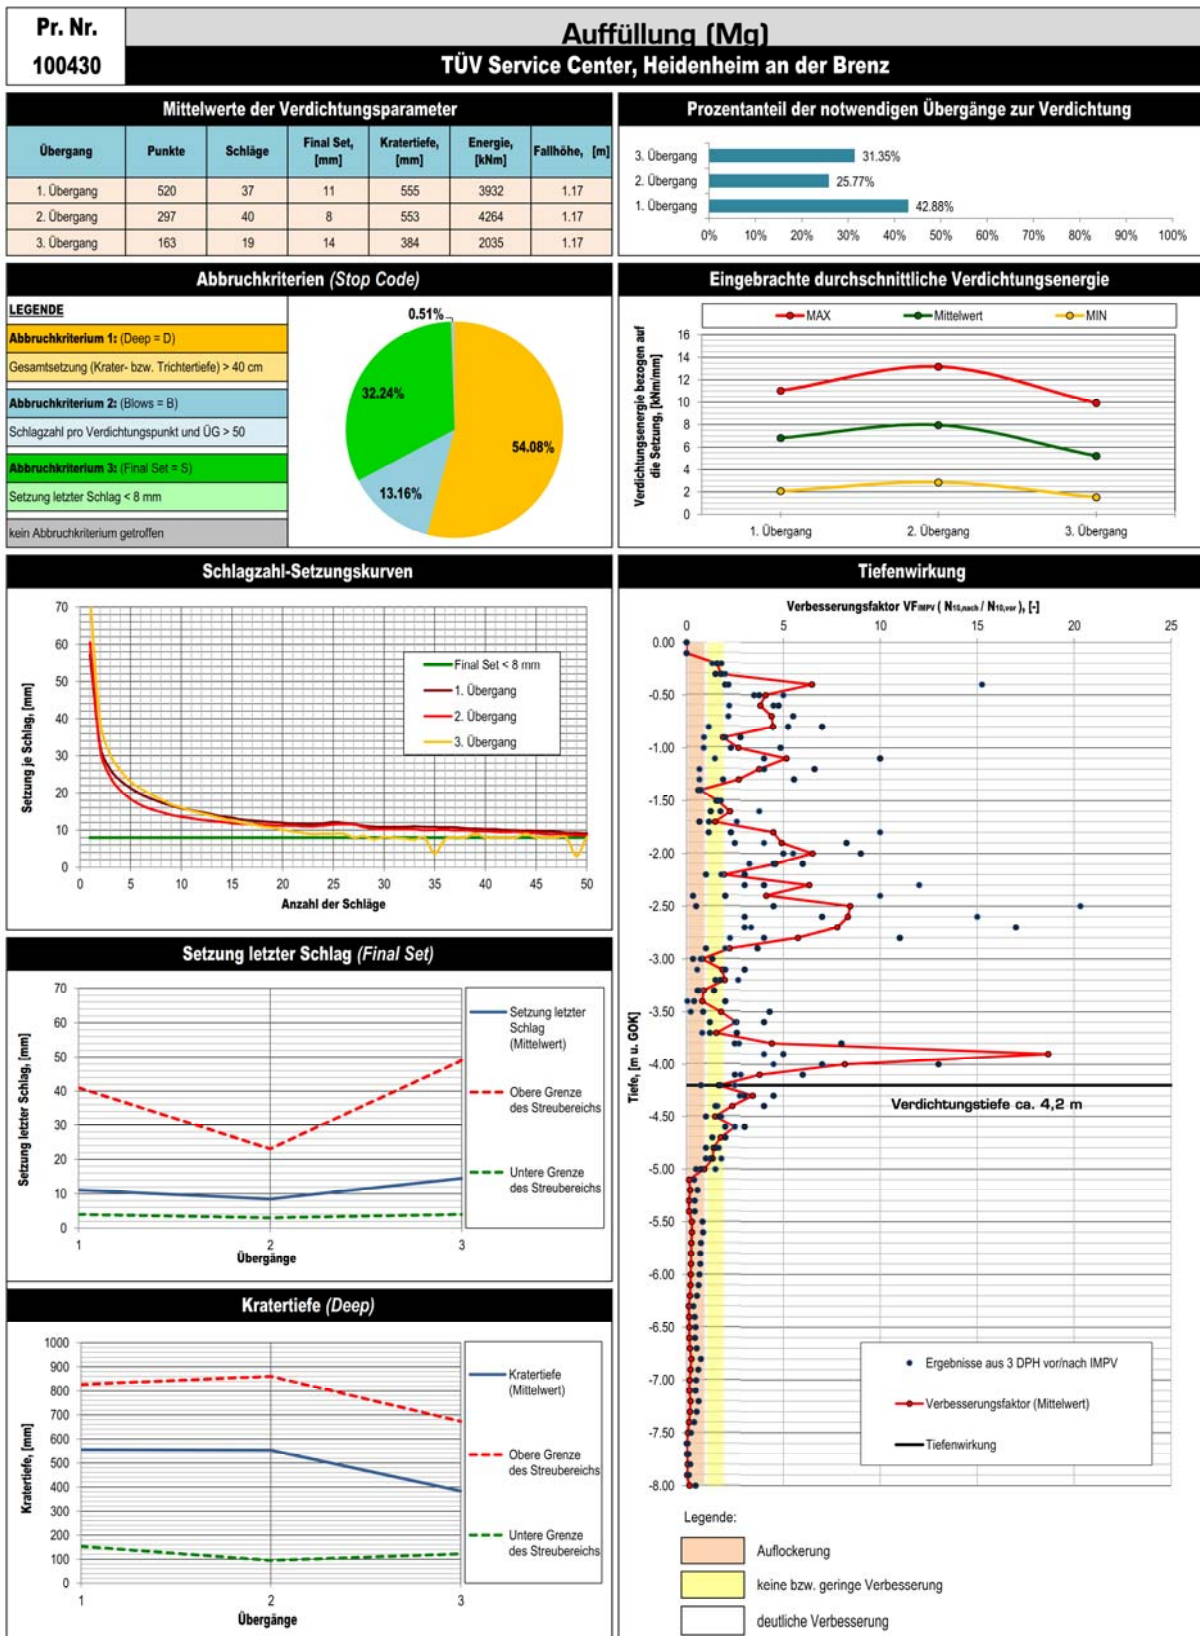 Pr. Nr.
100430
Auffüllung (Mg)
TÜV Service Center, Heidenheim an der Brenz
Mittelwerte der Verdichtungsparameter
Übergang Punkte Schläge Final Set, [mm] Kratertiefe, [mm] Energie, [kNm] Fallhöhe, [m]
1. Übergang 520 37 11 555 3932 1.17
2. Übergang 297 40 8 553 4264 1.17
3. Übergang 163 19 14 384 2035 1.17
Prozentanteil der notwendigen Übergänge zur Verdichtung
3. Übergang 31.35%
2. Übergang 25.77%
1. Übergang 42.88%
0% 10% 20% 30% 40% 50% 60% 70% 80% 90% 100%
Abbruchkriterien (Stop Code)
LEGENDE
Abbruchkriterium 1: (Deep = D)
Gesamtsetzung (Krater- bzw. Trichtertiefe) > 40 cm
Abbruchkriterium 2: (Blows = B)
Schlagzahl pro Verdichtungspunkt und ÜG > 50
Abbruchkriterium 3: (Final Set = S)
Setzung letzter Schlag < 8 mm
kein Abbruchkriterium getroffen
0.51%
32.24%
54.08%
13.16%
Eingebrachte durchschnittliche Verdichtungsenergie
MAX Mittelwert MIN
Verdichtungsenergie bezogen auf
die Setzung, [kNm/mm]
16
14
12
10
8
6
4
2
0
1. Übergang 2. Übergang 3. Übergang
Schlagzahl-Setzungskurven
Setzung je Schlag, [mm]
70
60
50
40
30
20
10
0
Final Set < 8 mm
1. Übergang
2. Übergang
3. Übergang
0 5 10 15 20 25 30 35 40 45 50
Anzahl der Schläge
Setzung letzter Schlag (Final Set)
Setzung letzter Schlag, [mm]
70
60
50
40
30
20
10
0
1 2 3
Übergänge
Setzung letzter
Schlag
(Mittelwert)
Obere Grenze
des Streubereichs
Untere Grenze
des Streubereichs
Kratertiefe (Deep)
Kratertiefe, [mm]
1000
900
800
700
600
500
400
300
200
100
0
1 2 3
Übergänge
Kratertiefe
(Mittelwert)
Obere Grenze
des Streubereichs
Untere Grenze
des Streubereichs
Tiefenwirkung
Verbesserungsfaktor VFIMPV ( N10,nach / N10,vor ), [-]
0 5 10 15 20 25
Tiefe, [m u. GOK]
0.00
-0.50
-1.00
-1.50
-2.00
-2.50
-3.00
-3.50
-4.00
-4.50
-5.00
-5.50
-6.00
-6.50
-7.00
-7.50
-8.00
Verdichtungstiefe ca. 4,2 m
Ergebnisse aus 3 DPH vor/nach IMPV
Verbesserungsfaktor (Mittelwert)
Tiefenwirkung
Legende:
Auflockerung
keine bzw. geringe Verbesserung
deutliche Verbesserung